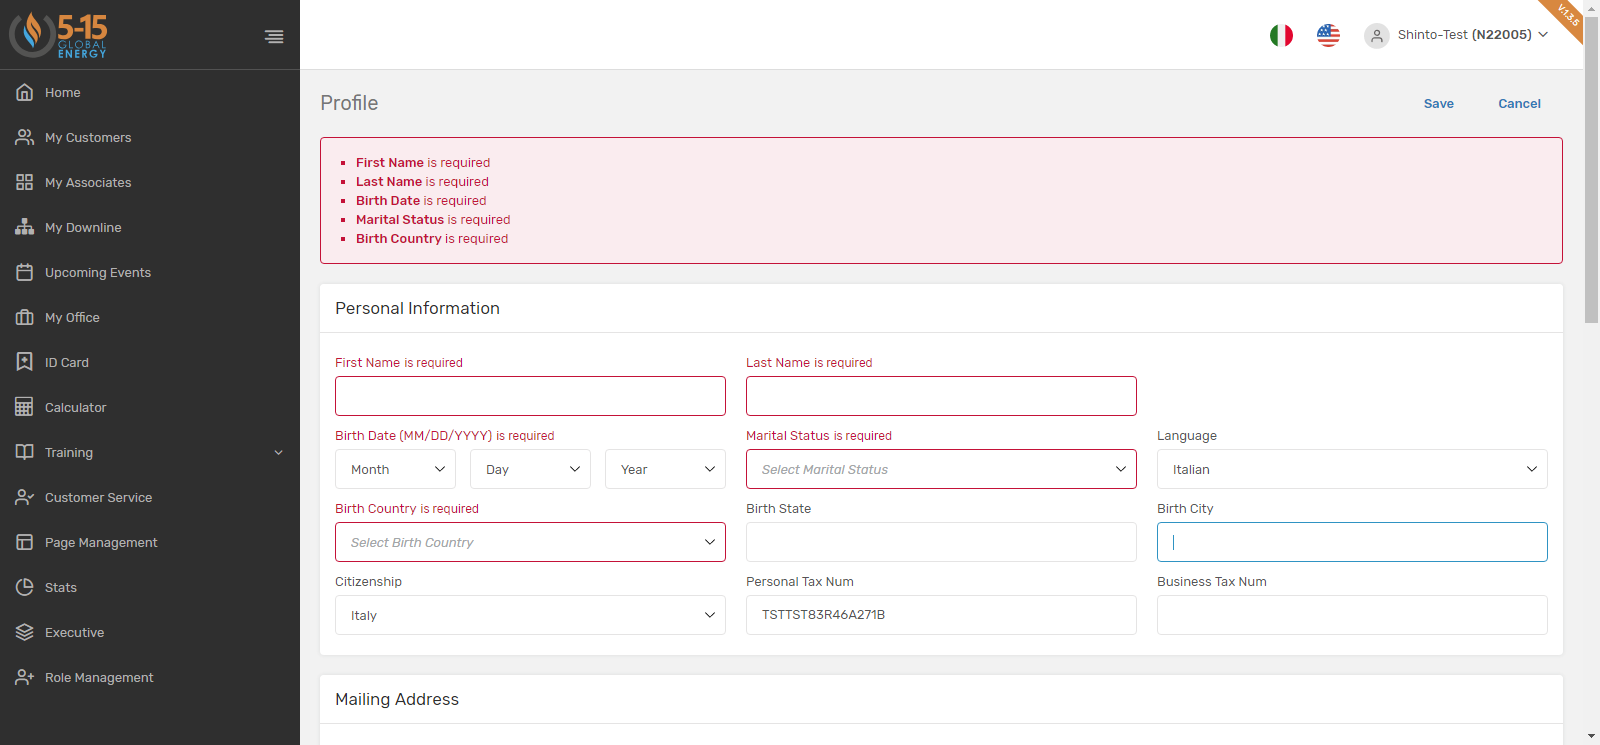 5-15
GLOBAL
ENERGY
Home
My Customers
My Associates
My Downline
Upcoming Events
My Office
ID Card
Calculator
Training
Customer Service
Page Management
Stats
Executive
Role Management
Shinto-Test (N22005)
V.1.3.5
Profile
Save
Cancel
First Name is required
Last Name is required
Birth Date is required
Marital Status is required
Birth Country is required
Personal Information
First Name is required
Last Name is required
Birth Date (MM/DD/YYYY) is required
Marital Status is required
Language
Month
Day
Year
Select Marital Status
Italian
Birth Country is required
Birth State
Birth City
Select Birth Country
Citizenship
Personal Tax Num
Business Tax Num
Italy
TSTTST83R46A271B
Mailing Address